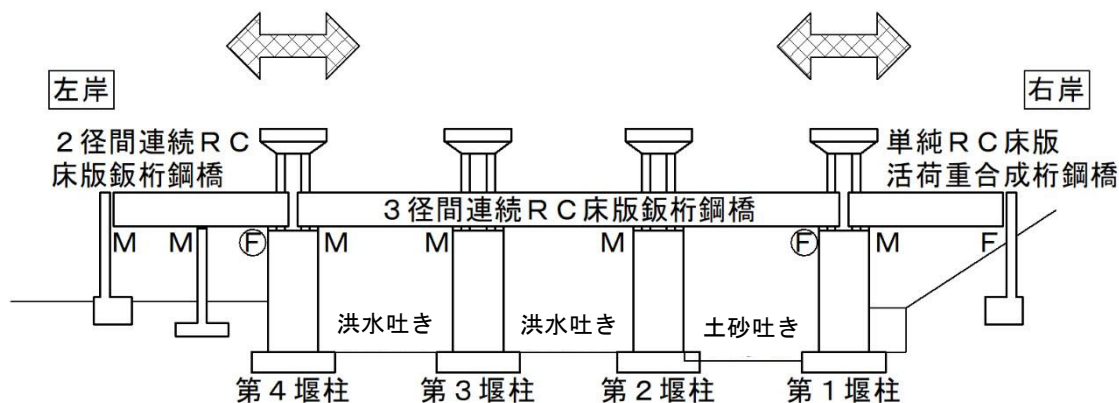 左岸
右岸
2径間連続RC
床版鈑桁鋼橋
単純RC床版
活荷重合成桁鋼橋
3径間連続RC床版鈑桁鋼橋
M M F M M M F M F
洪水吐き 洪水吐き 土砂吐き
第4堰柱 第3堰柱 第2堰柱 第1堰柱